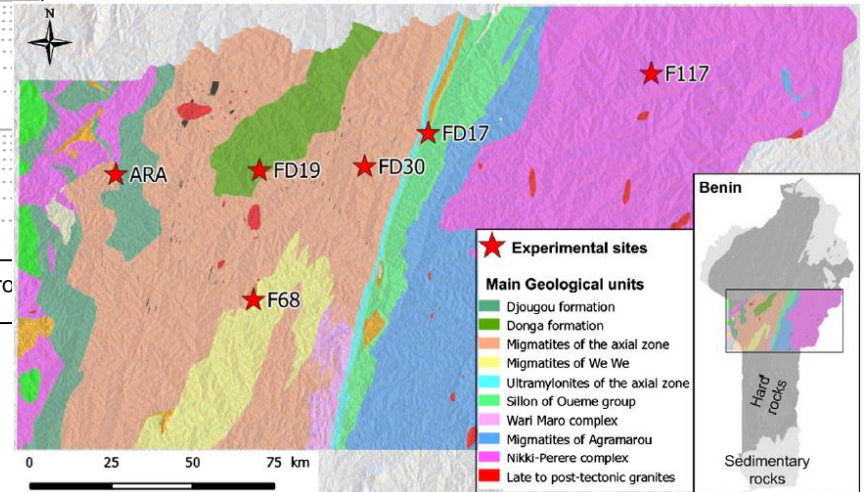 N
F117
FD17
ARA
FD19
FD30
F68
Experimental sites
Main Geological units
Djougou formation
Donga formation
Migmatites of the axial zone
Migmatites of We We
Ultramylonites of the axial zone
Sillon of Oueme group
Wari Maro complex
Migmatites of Agramarou
Nikki-Perere complex
Late to post-tectonic granites
Benin
Hard
rocks
Sedimentary
rocks
0 25 50 75 km